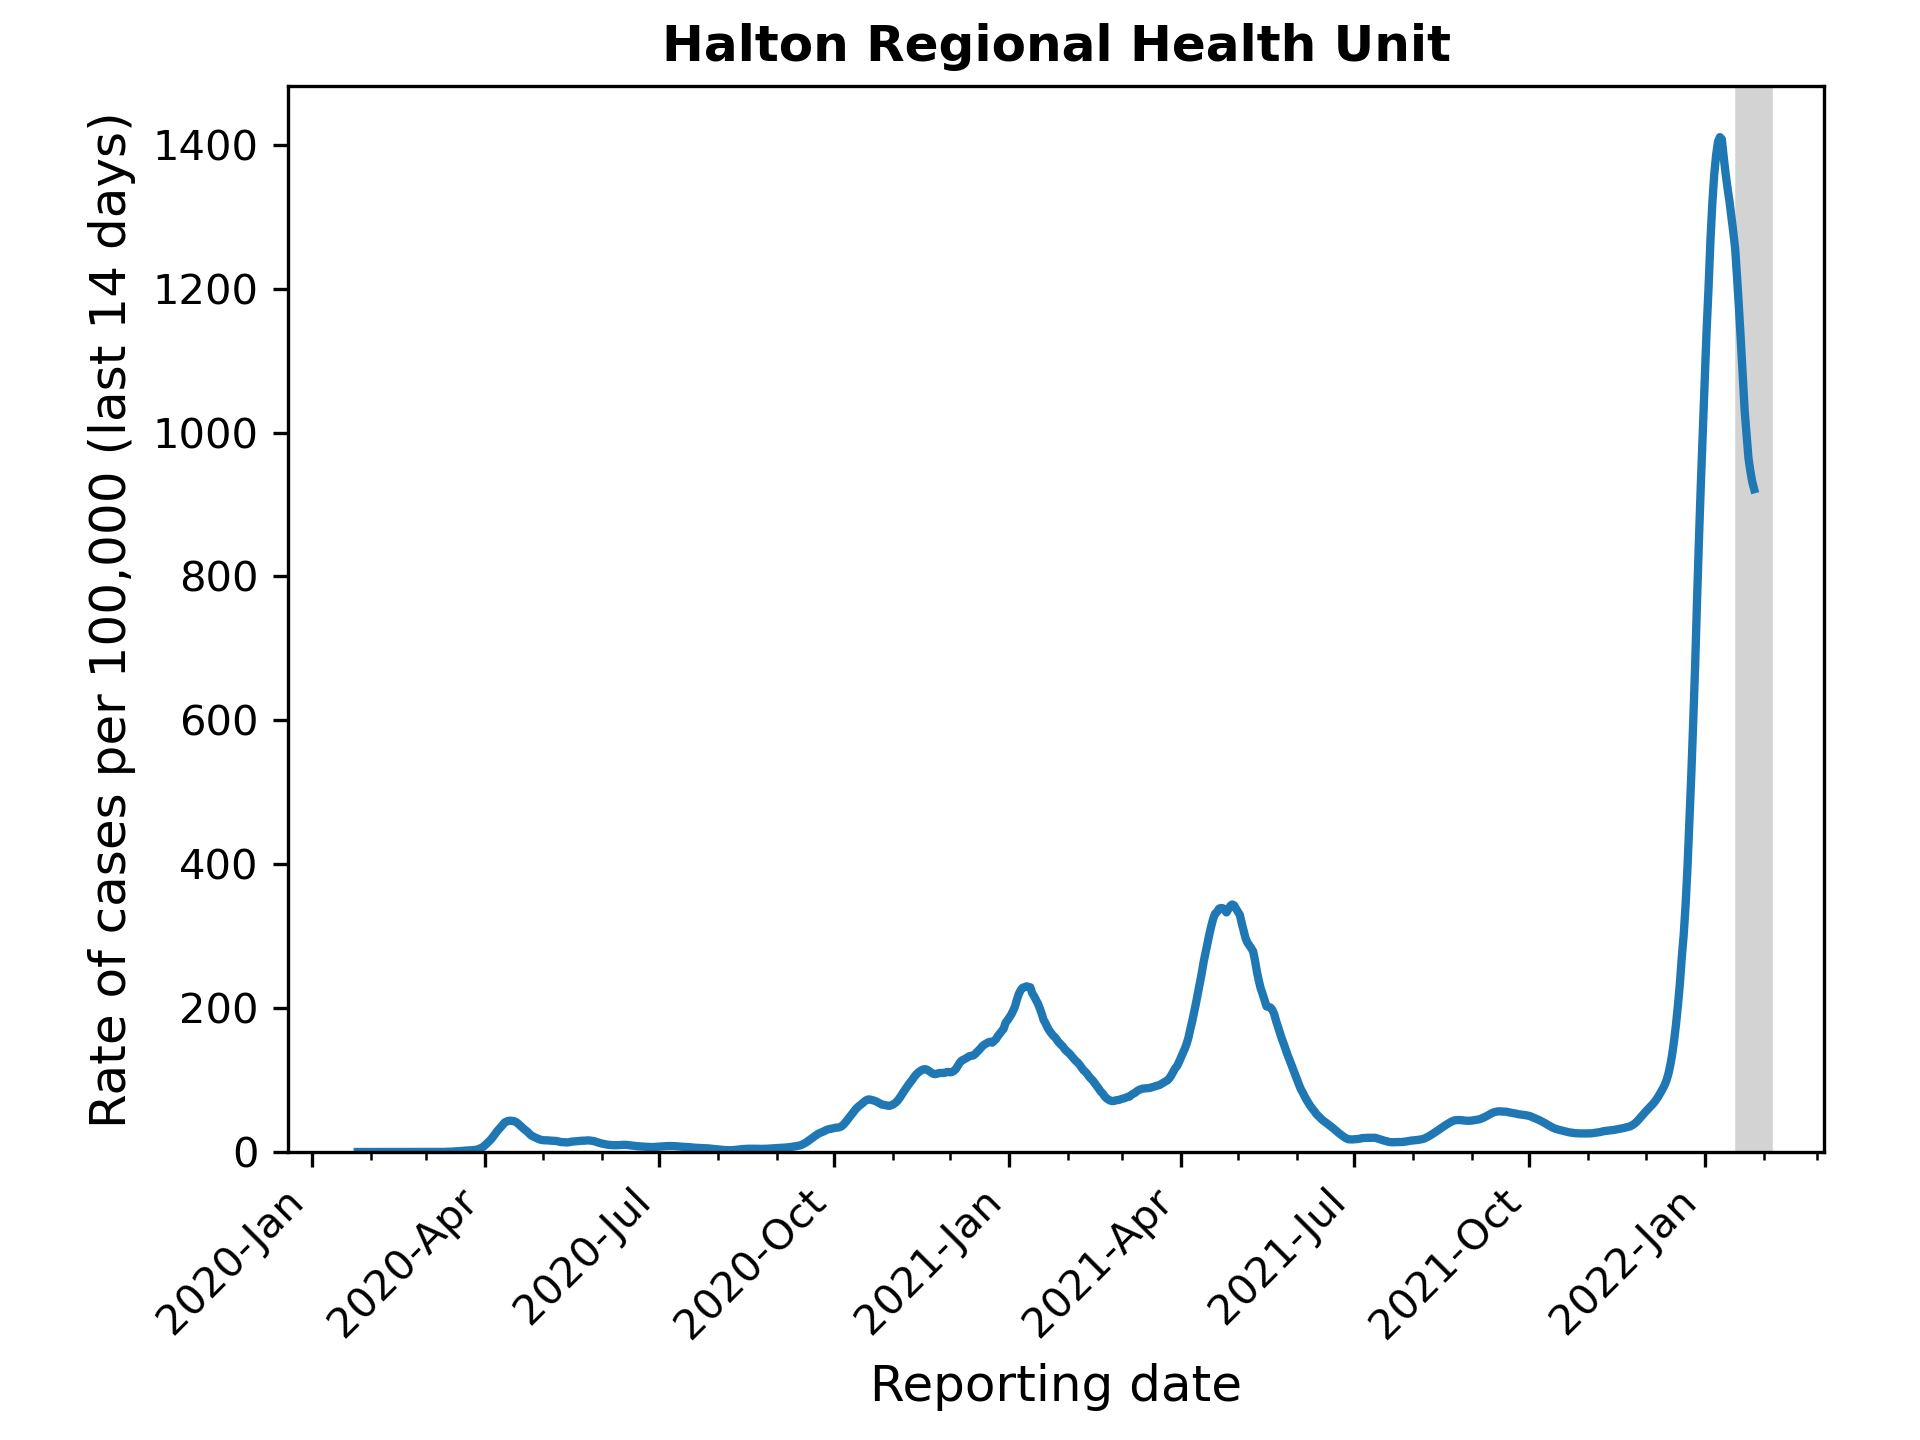 Halton Regional Health Unit
Rate of cases per 100,000 (last 14 days)
1400
1200
1000
800
600
400
200
0
2020-Jan
2020-Apr
2020-Jul
2020-Oct
2021-Jan
2021-Apr
2021-Jul
2021-Oct
2022-Jan
Reporting date